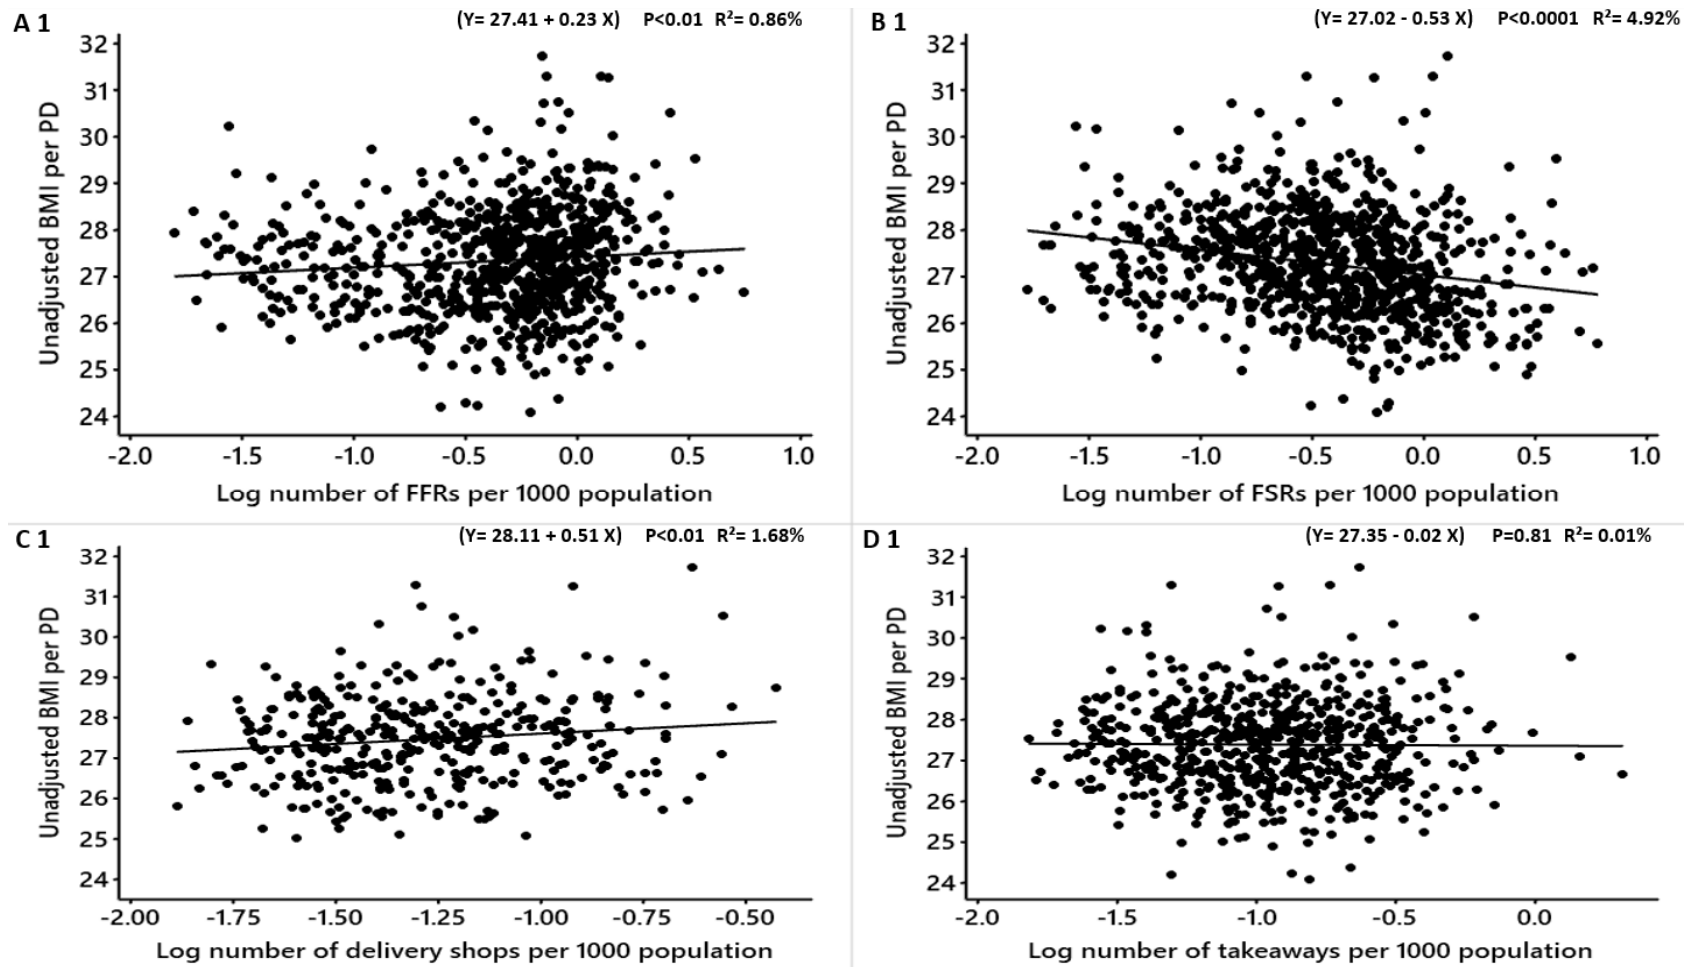 A 1
(Y= 27.41 + 0.23 X) P<0.01 R²= 0.86%
Unadjusted BMI per PD
32
31
30
29
28
27
26
25
24
-2.0 -1.5 -1.0 -0.5 0.0 0.5 1.0
Log number of FFRs per 1000 population
B 1
(Y= 27.02 - 0.53 X) P<0.0001 R²= 4.92%
Unadjusted BMI per PD
32
31
30
29
28
27
26
25
24
-2.0 -1.5 -1.0 -0.5 0.0 0.5 1.0
Log number of FSRs per 1000 population
C 1
(Y= 28.11 + 0.51 X) P<0.01 R²= 1.68%
Unadjusted BMI per PD
32
31
30
29
28
27
26
25
24
-2.00 -1.75 -1.50 -1.25 -1.00 -0.75 -0.50
Log number of delivery shops per 1000 population
D 1
(Y= 27.35 - 0.02 X) P=0.81 R²= 0.01%
Unadjusted BMI per PD
32
31
30
29
28
27
26
25
24
-2.0 -1.5 -1.0 -0.5 0.0
Log number of takeaways per 1000 population